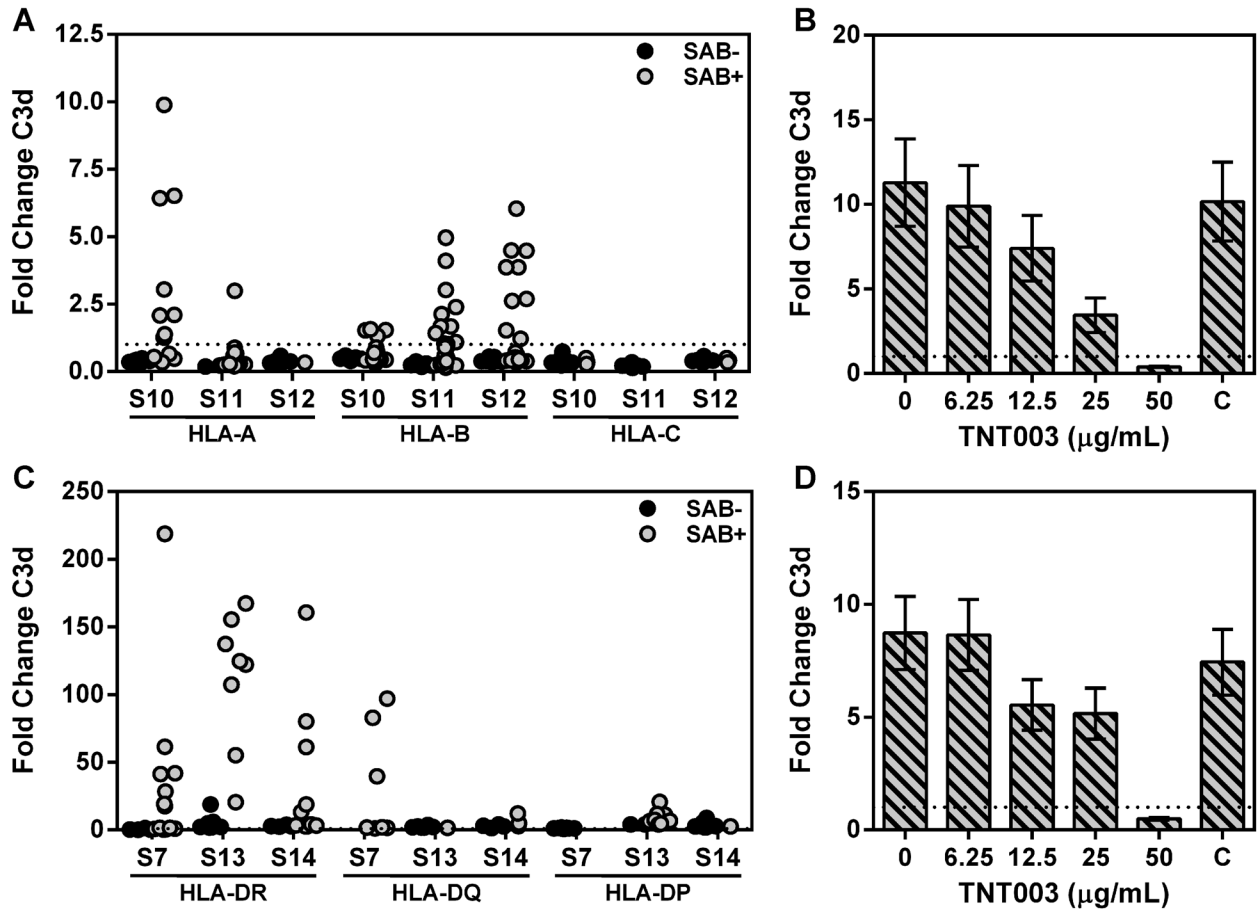 A
Fold Change C3d
12.5
10.0
7.5
5.0
2.5
0.0
SAB-
SAB+
S10 S11 S12 S10 S11 S12 S10 S11 S12
HLA-A HLA-B HLA-C
B
Fold Change C3d
20
15
10
5
0
0 6.25 12.5 25 50 C
TNT003 (μg/mL)
C
Fold Change C3d
250
200
150
100
50
0
SAB-
SAB+
S7 S13 S14 S7 S13 S14 S7 S13 S14
HLA-DR HLA-DQ HLA-DP
D
Fold Change C3d
15
10
5
0
0 6.25 12.5 25 50 C
TNT003 (μg/mL)